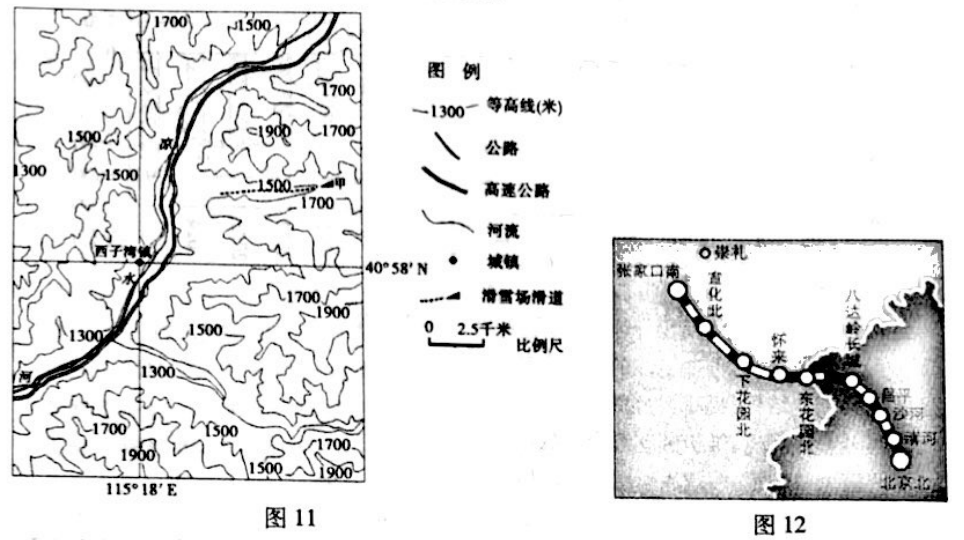 1700
1500
1700
1900
1700
1500
1300
1500
凉
1500
甲
1700
西子湾镇
水
40°58′N
1700
1900
1300
1500
1300
河
1700
1500
1700
1900
1500
1900
115°18′E
图 11
图 例
1300
等高线(米)
公路
高速公路
河流
城镇
滑雪场滑道
0 2.5千米
比例尺
崇礼
张家口南
宣化北
下花园北
怀来
东花园北
八达岭长城
昌平
沙河
清河
北京北
图 12